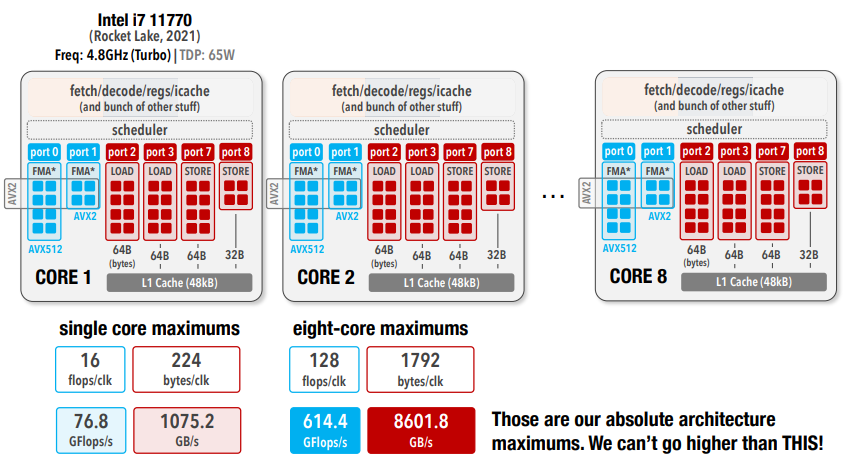 Intel i7 11770
(Rocket Lake, 2021)
Freq: 4.8GHz (Turbo) | TDP: 65W
fetch/decode/regs/icache
(and bunch of other stuff)
scheduler
port 0 port 1 port 2 port 3 port 7 port 8
FMA* FMA* LOAD LOAD STORE STORE
AVX2
AVX2
AVX512
64B
(bytes)
64B
64B
32B
CORE 1
L1 Cache (48kB)
fetch/decode/regs/icache
(and bunch of other stuff)
scheduler
port 0 port 1 port 2 port 3 port 7 port 8
FMA* FMA* LOAD LOAD STORE STORE
AVX2
AVX2
AVX512
64B
(bytes)
64B
64B
32B
CORE 2
L1 Cache (48kB)
...
fetch/decode/regs/icache
(and bunch of other stuff)
scheduler
port 0 port 1 port 2 port 3 port 7 port 8
FMA* FMA* LOAD LOAD STORE STORE
AVX2
AVX2
AVX512
64B
(bytes)
64B
64B
32B
CORE 8
L1 Cache (48kB)
single core maximums
16
flops/clk
224
bytes/clk
76.8
GFlops/s
1075.2
GB/s
eight-core maximums
128
flops/clk
1792
bytes/clk
614.4
GFlops/s
8601.8
GB/s
Those are our absolute architecture
maximums. We can't go higher than THIS!